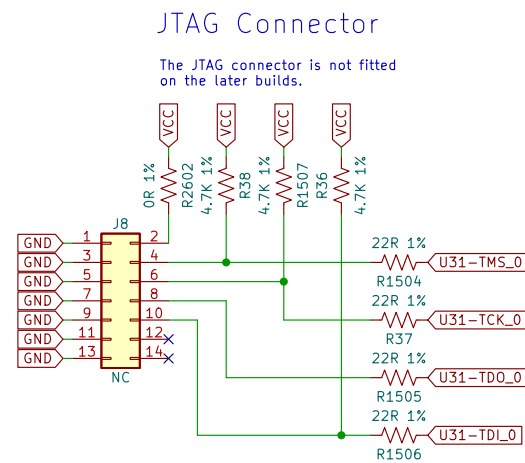 JTAG Connector
The JTAG connector is not fitted
on the later builds.
VCC VCC VCC VCC
0R 1% R2602 4.7K 1% R38 4.7K 1% R1507 R36 4.7K 1%
J8
GND 1 2
GND 3 4
GND 5 6
GND 7 8
GND 9 10
GND 11 12
GND 13 14
NC
22R 1%
U31-TMS_0
R1504
22R 1%
U31-TCK_0
R37
22R 1%
U31-TDO_0
R1505
22R 1%
U31-TDI_0
R1506